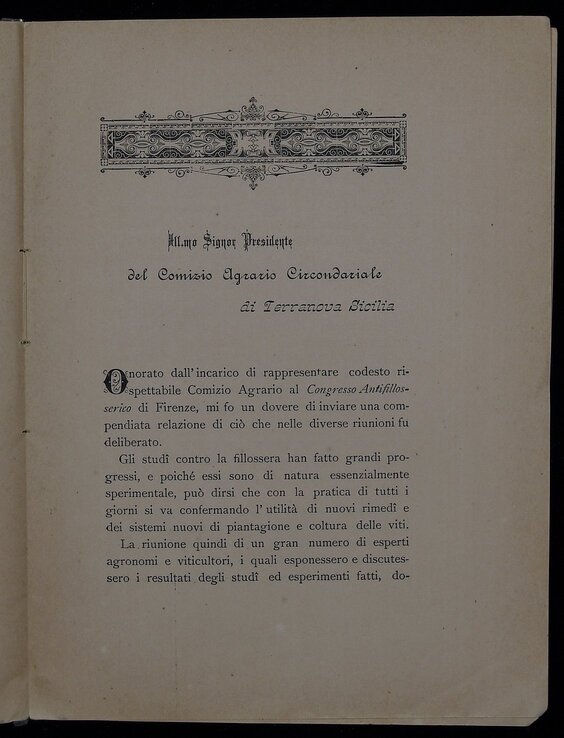 Ill.mo Signor Presidente
del Comizio Agrario Circondariale
di Terranova Sicilia
Onorato dall'incarico di rappresentare codesto ri-
spettabile Comizio Agrario al Congresso Antifillos-
serico di Firenze, mi fo un dovere di inviare una com-
pendiata relazione di ciò che nelle diverse riunioni fu
deliberato.
Gli studî contro la fillossera han fatto grandi pro-
gressi, e poiché essi sono di natura essenzialmente
sperimentale, può dirsi che con la pratica di tutti i
giorni si va confermando l'utilità di nuovi rimedî e
dei sistemi nuovi di piantagione e coltura delle viti.
La riunione quindi di un gran numero di esperti
agronomi e viticultori, i quali esponessero e discutes-
sero i resultati degli studî ed esperimenti fatti, do-